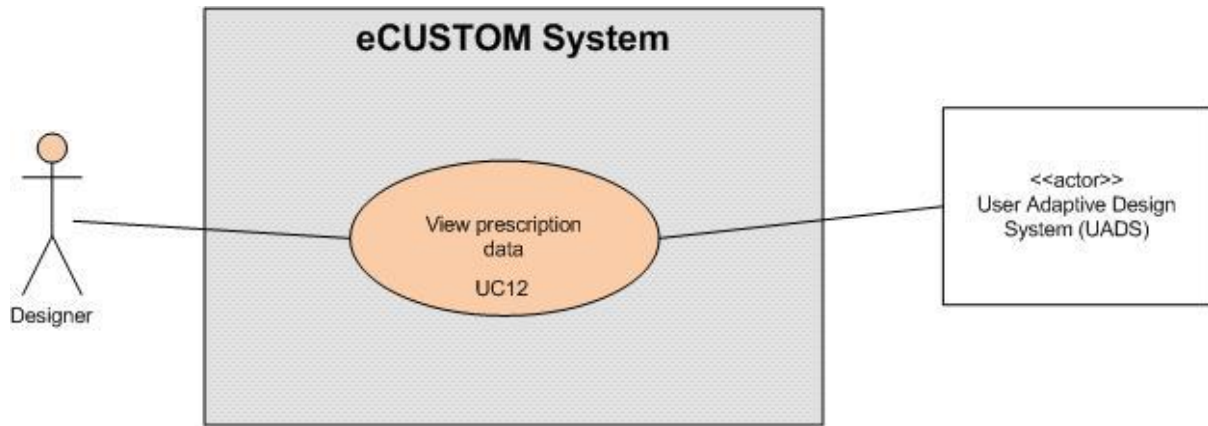 eCUSTOM System
Designer
View prescription
data
UC12
<<actor>>
User Adaptive Design
System (UADS)